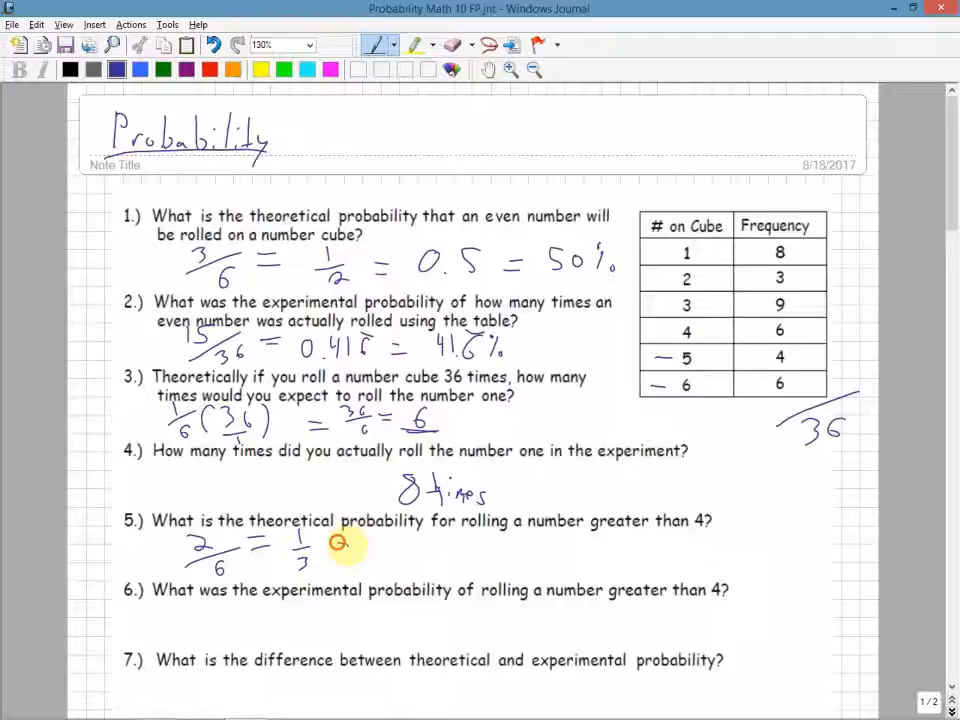 Probability Math 10 FP.jnt - Windows Journal
File Edit View Insert Actions Tools Help
130%
B I
Probability
Note Title
8/18/2017
1.) What is the theoretical probability that an even number will
be rolled on a number cube?
3/6 = 1/2 = 0.5 = 50%
2.) What was the experimental probability of how many times an
even number was actually rolled using the table?
15/36 = 0.416 = 41.6%
3.) Theoretically if you roll a number cube 36 times, how many
times would you expect to roll the number one?
1/6 (36/1) = 36/6 = 6
4.) How many times did you actually roll the number one in the experiment?
8 times
5.) What is the theoretical probability for rolling a number greater than 4?
2/6 = 1/3
6.) What was the experimental probability of rolling a number greater than 4?
7.) What is the difference between theoretical and experimental probability?
# on Cube Frequency
1 8
2 3
3 9
4 6
5 4
6 6
/36
1/2